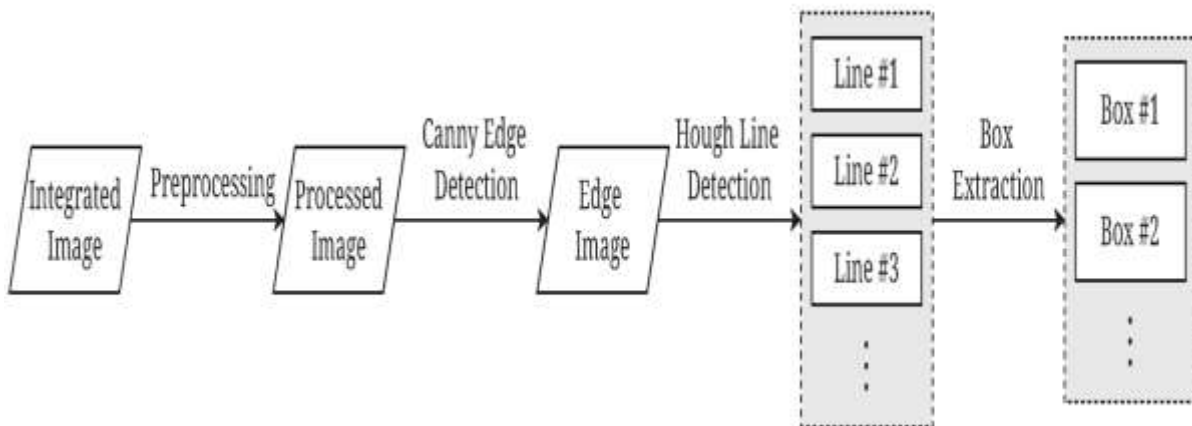 Integrated
Image
Preprocessing
Processed
Image
Canny Edge
Detection
Edge
Image
Hough Line
Detection
Line #1
Line #2
Line #3
⋮
Box
Extraction
Box #1
Box #2
⋮